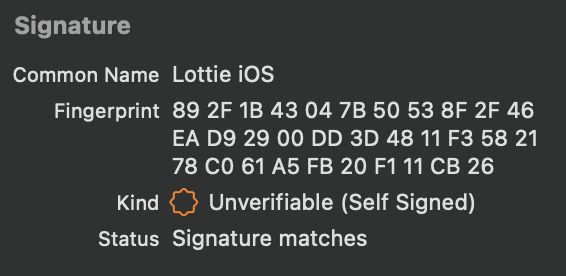 Signature
Common Name Lottie iOS
Fingerprint 89 2F 1B 43 04 7B 50 53 8F 2F 46
EA D9 29 00 DD 3D 48 11 F3 58 21
78 C0 61 A5 FB 20 F1 11 CB 26
Kind Unverifiable (Self Signed)
Status Signature matches